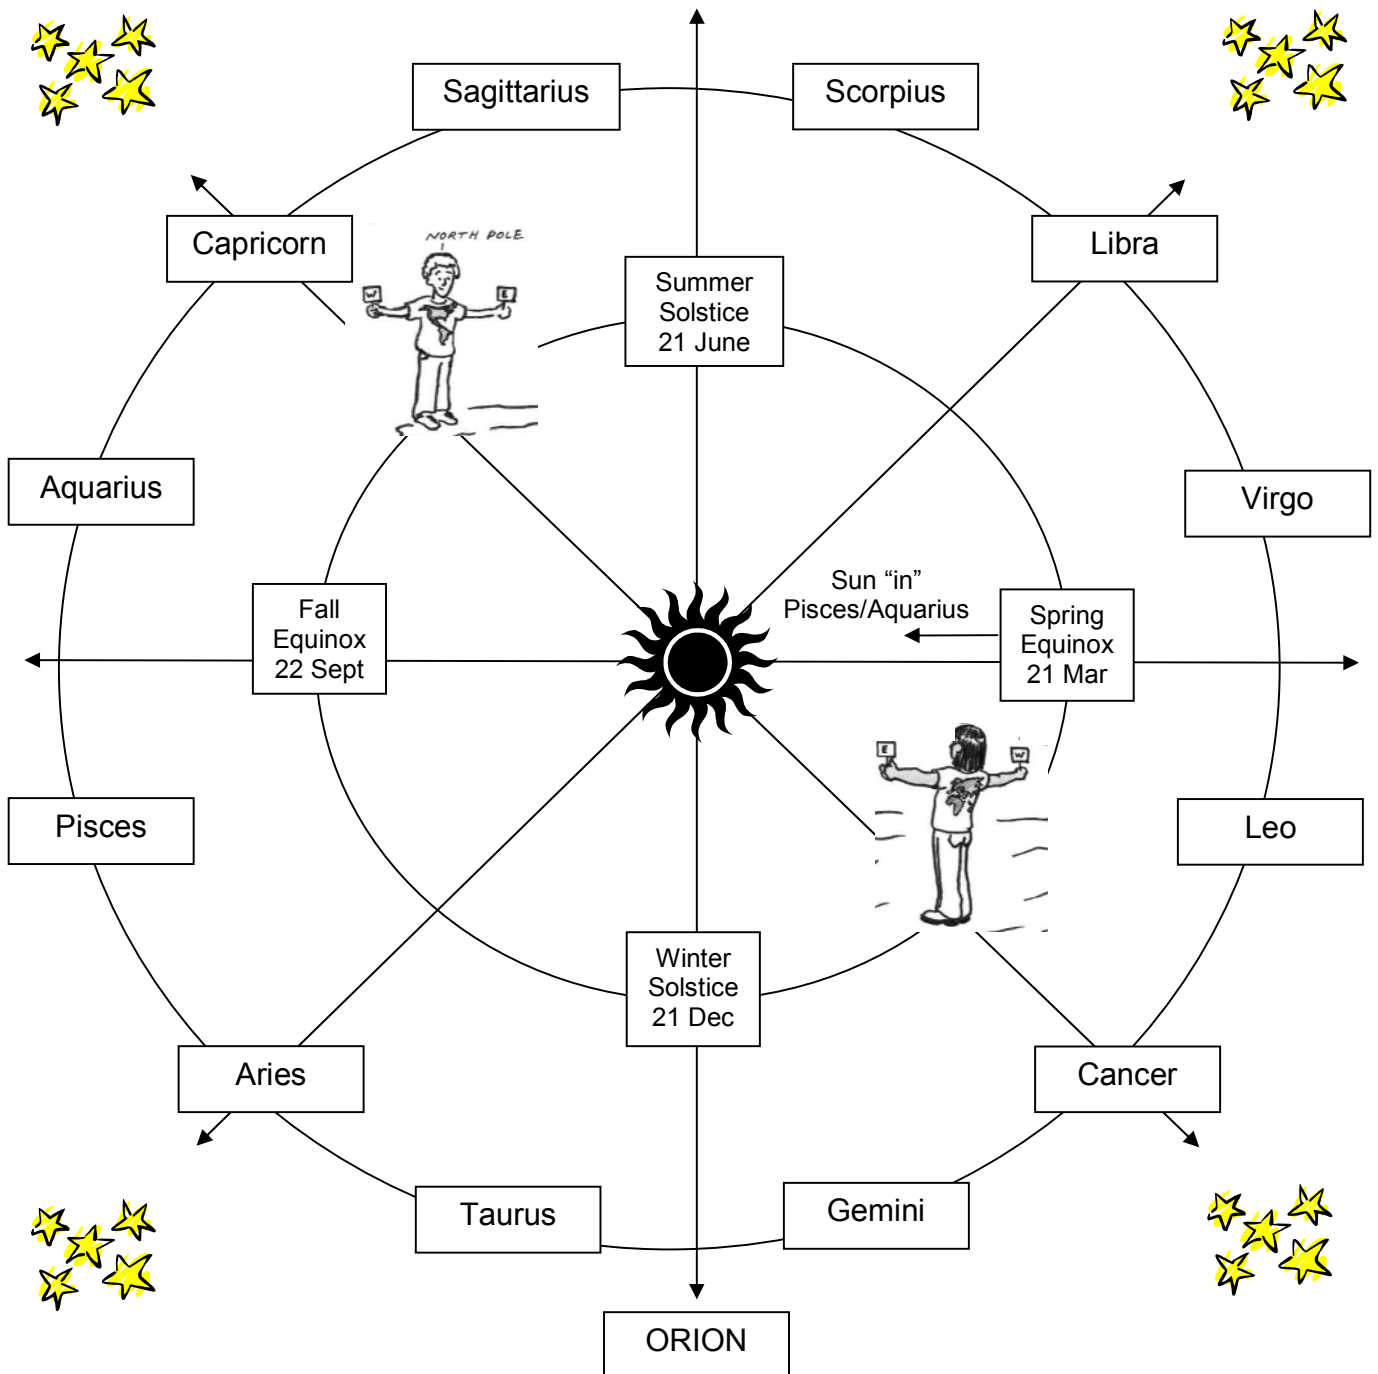 Sagittarius
Scorpius
Capricorn
NORTH POLE
Libra
W
E
Summer
Solstice
21 June
Aquarius
Virgo
Sun “in”
Pisces/Aquarius
Fall
Equinox
22 Sept
Spring
Equinox
21 Mar
E
W
Pisces
Leo
Winter
Solstice
21 Dec
Aries
Cancer
Taurus
Gemini
ORION